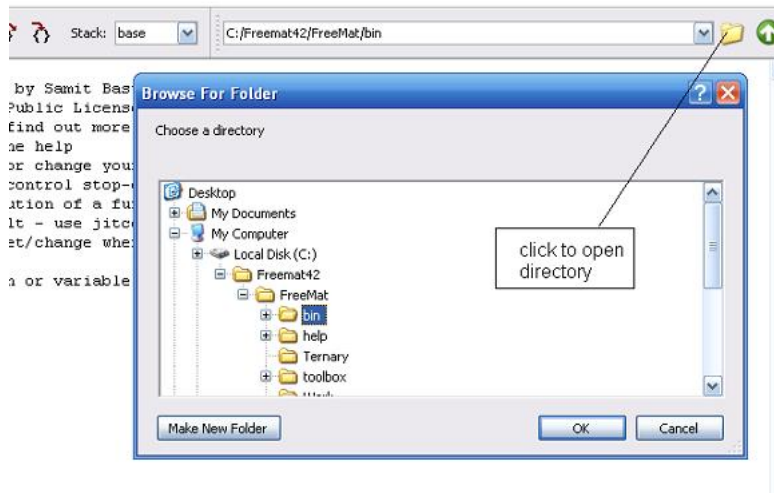 Stack: base C:/Freemat42/FreeMat/bin
by Samit Bas
Public Licens
find out more
he help
or change you
control stop-
ution of a fu
lt - use jitc
et/change whe
n or variable
Browse For Folder
Choose a directory
Desktop
My Documents
My Computer
Local Disk (C:)
Freemat42
FreeMat
bin
help
Ternary
toolbox
click to open
directory
Make New Folder OK Cancel